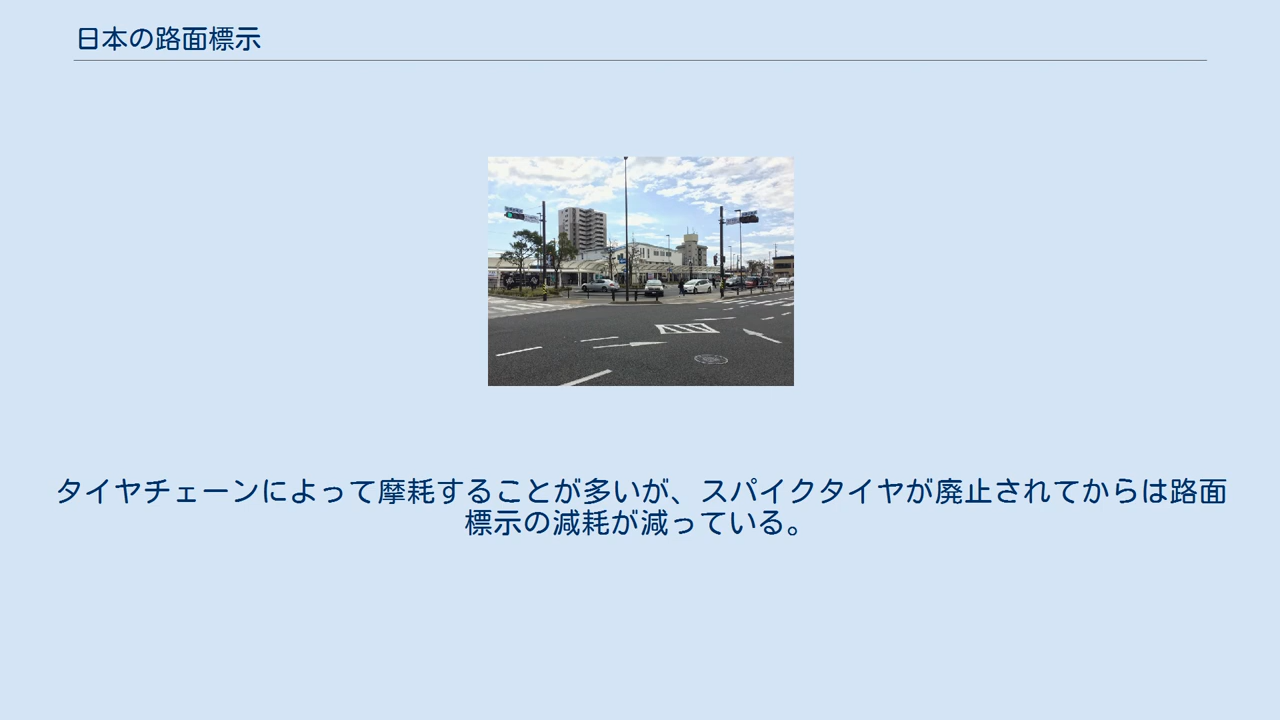 日本の路面標示
タイヤチェーンによって摩耗することが多いが、スパイクタイヤが廃止されてからは路面
標示の減耗が減っている。